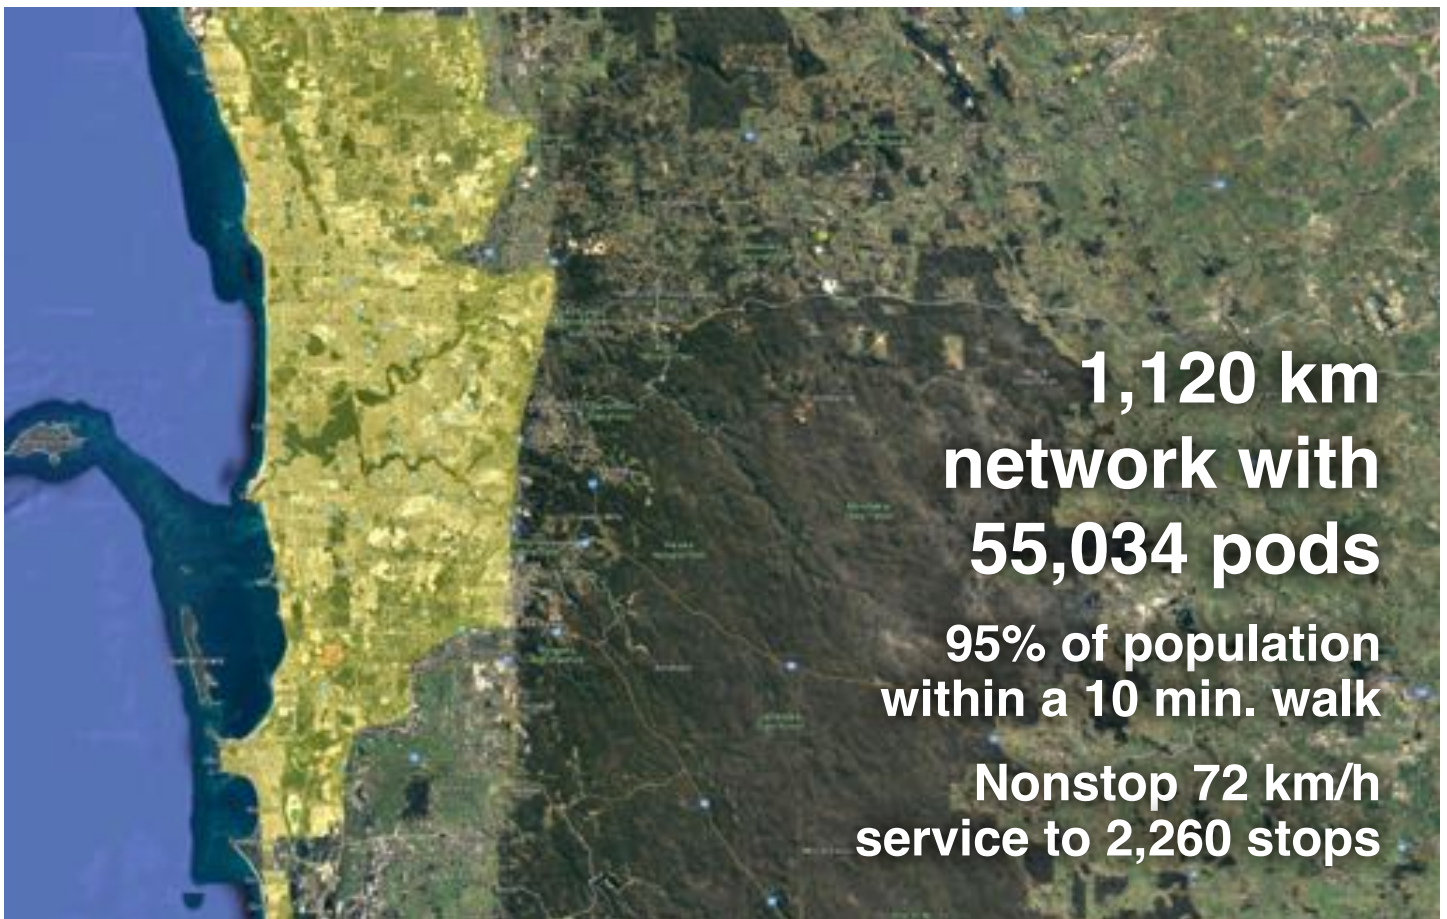 1,120 km
network with
55,034 pods
95% of population
within a 10 min. walk
Nonstop 72 km/h
service to 2,260 stops